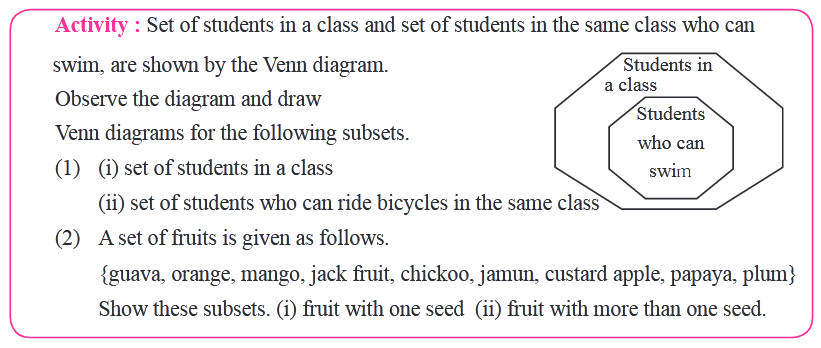 Activity : Set of students in a class and set of students in the same class who can
swim, are shown by the Venn diagram.
Observe the diagram and draw
Venn diagrams for the following subsets.
(1) (i) set of students in a class
(ii) set of students who can ride bicycles in the same class
(2) A set of fruits is given as follows.
{guava, orange, mango, jack fruit, chickoo, jamun, custard apple, papaya, plum}
Show these subsets. (i) fruit with one seed (ii) fruit with more than one seed.
Students in
a class
Students
who can
swim